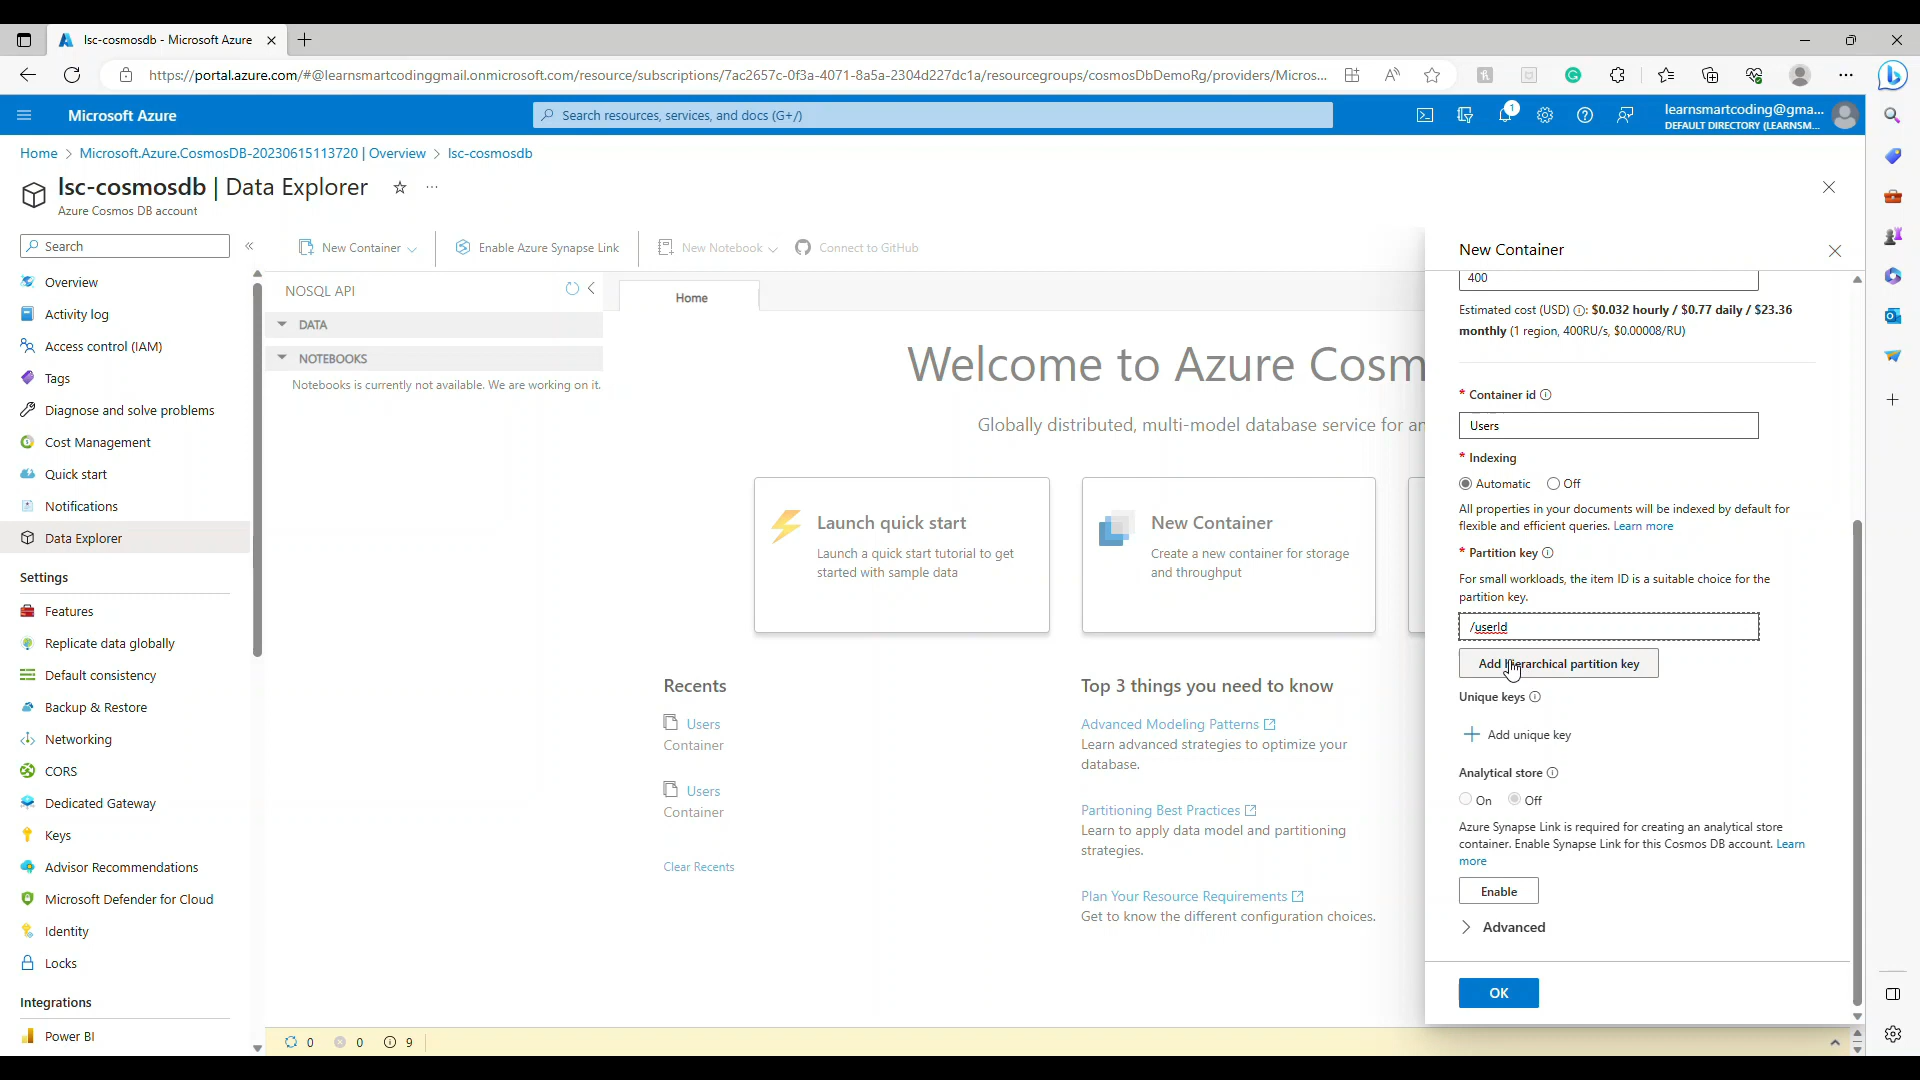 lsc-cosmosdb - Microsoft Azure
https://portal.azure.com/#@learnsmartcodinggmail.onmicrosoft.com/resource/subscriptions/7ac2657c-0f3a-4071-8a5a-2304d227dc1a/resourcegroups/cosmosDbDemoRg/providers/Micros...
Microsoft Azure
Search resources, services, and docs (G+/)
1
learnsmartcoding@gma...
DEFAULT DIRECTORY (LEARNSM...
Home > Microsoft.Azure.CosmosDB-20230615113720 | Overview > lsc-cosmosdb
lsc-cosmosdb | Data Explorer
Azure Cosmos DB account
Search
Overview
Activity log
Access control (IAM)
Tags
Diagnose and solve problems
Cost Management
Quick start
Notifications
Data Explorer
Settings
Features
Replicate data globally
Default consistency
Backup & Restore
Networking
CORS
Dedicated Gateway
Keys
Advisor Recommendations
Microsoft Defender for Cloud
Identity
Locks
Integrations
Power BI
New Container
Enable Azure Synapse Link
New Notebook
Connect to GitHub
NOSQL API
DATA
NOTEBOOKS
Notebooks is currently not available. We are working on it.
Home
Welcome to Azure Cosm
Globally distributed, multi-model database service for an
Launch quick start
Launch a quick start tutorial to get
started with sample data
New Container
Create a new container for storage
and throughput
Recents
Users
Container
Users
Container
Clear Recents
Top 3 things you need to know
Advanced Modeling Patterns
Learn advanced strategies to optimize your
database.
Partitioning Best Practices
Learn to apply data model and partitioning
strategies.
Plan Your Resource Requirements
Get to know the different configuration choices.
0 0 9
New Container
400
Estimated cost (USD) : $0.032 hourly / $0.77 daily / $23.36
monthly (1 region, 400RU/s, $0.00008/RU)
* Container id
Users
* Indexing
Automatic Off
All properties in your documents will be indexed by default for
flexible and efficient queries. Learn more
* Partition key
For small workloads, the item ID is a suitable choice for the
partition key.
/userId
Add hierarchical partition key
Unique keys
Add unique key
Analytical store
On Off
Azure Synapse Link is required for creating an analytical store
container. Enable Synapse Link for this Cosmos DB account. Learn
more
Enable
Advanced
OK